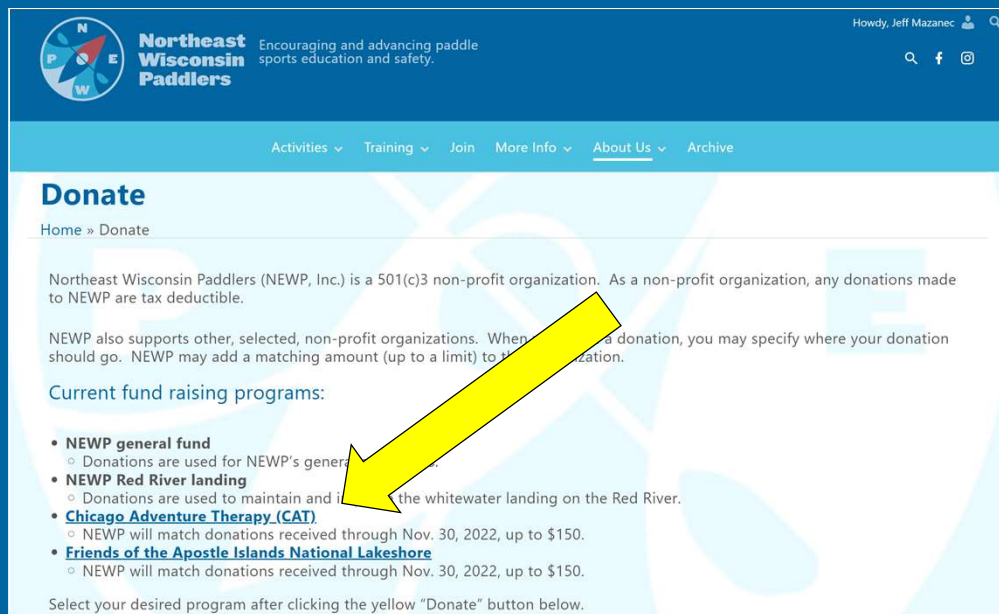 Howdy, Jeff Mazanec
N
P
E
W
Northeast
Wisconsin
Paddlers
Encouraging and advancing paddle
sports education and safety.
Activities Training Join More Info About Us Archive
Donate
Home » Donate
Northeast Wisconsin Paddlers (NEWP, Inc.) is a 501(c)3 non-profit organization. As a non-profit organization, any donations made
to NEWP are tax deductible.
NEWP also supports other, selected, non-profit organizations. When a donation, you may specify where your donation
should go. NEWP may add a matching amount (up to a limit) to
Current fund raising programs:
• NEWP general fund
◦ Donations are used for NEWP's
• NEWP Red River landing
◦ Donations are used to maintain and the whitewater landing on the Red River.
• Chicago Adventure Therapy (CAT)
◦ NEWP will match donations received through Nov. 30, 2022, up to $150.
• Friends of the Apostle Islands National Lakeshore
◦ NEWP will match donations received through Nov. 30, 2022, up to $150.
Select your desired program after clicking the yellow "Donate" button below.